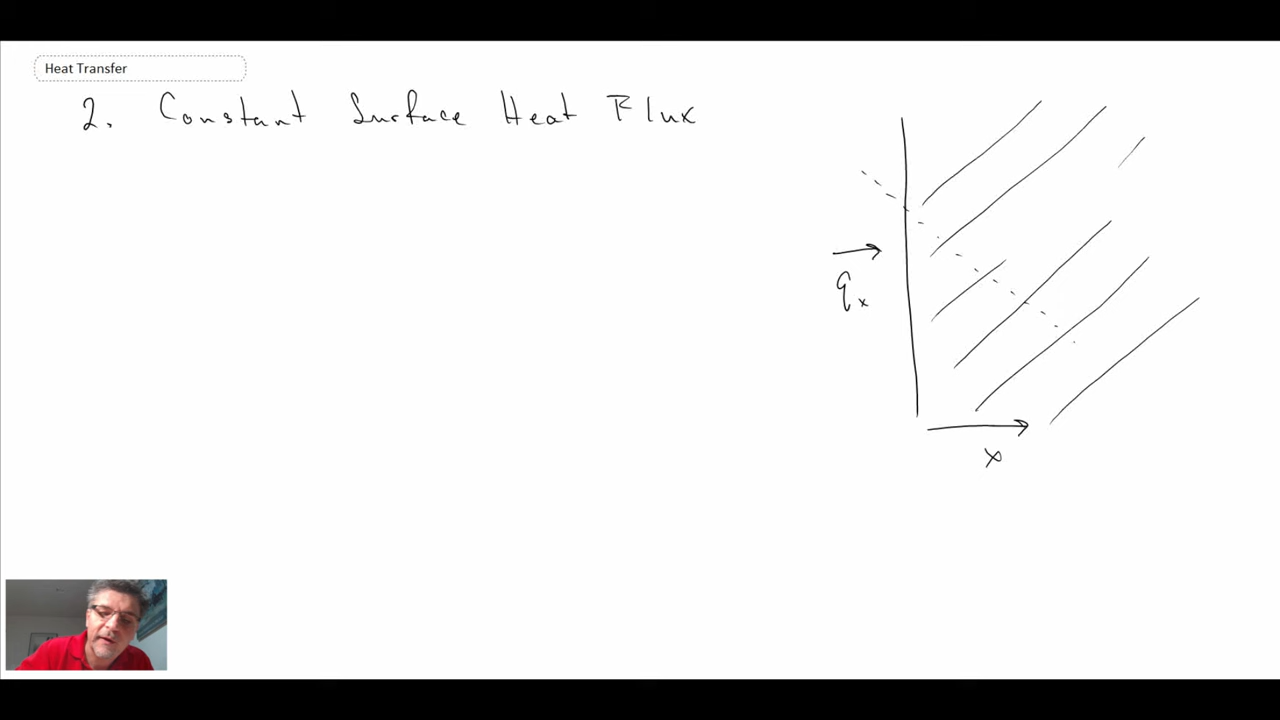 Heat Transfer
2. Constant Surface Heat Flux
qₓ
x